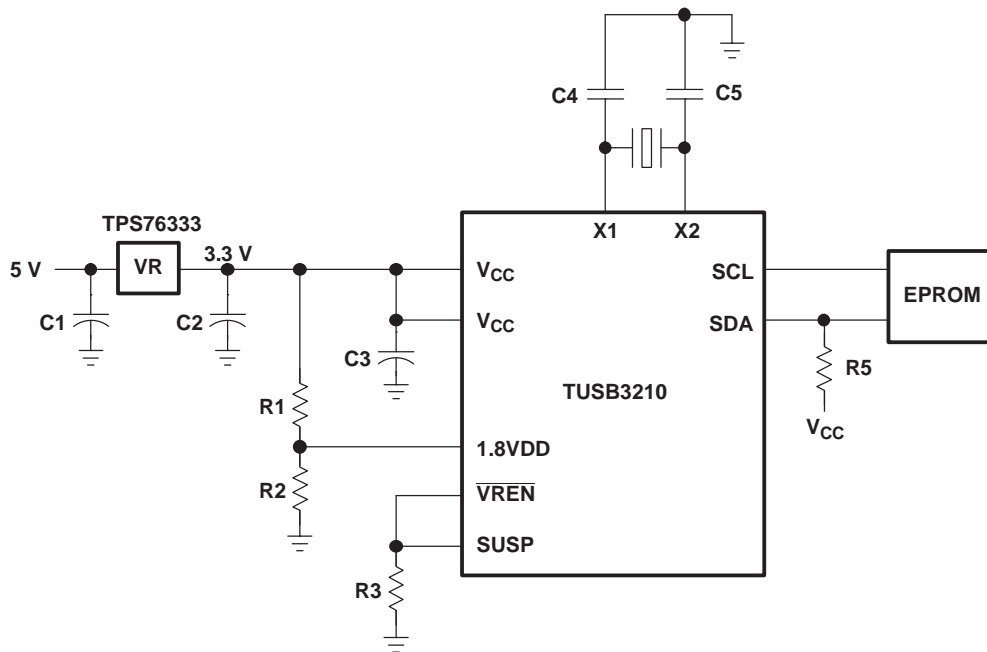 C4
C5
TPS76333
X1
X2
5 V
VR
3.3 V
VCC
SCL
EPROM
C1
C2
VCC
SDA
C3
R5
TUSB3210
R1
VCC
1.8VDD
R2
VREN
SUSP
R3